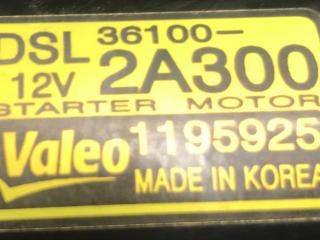 DSL 36100-
12V 2A300
STARTER MOTOR
Valeo 1195925
MADE IN KOREA